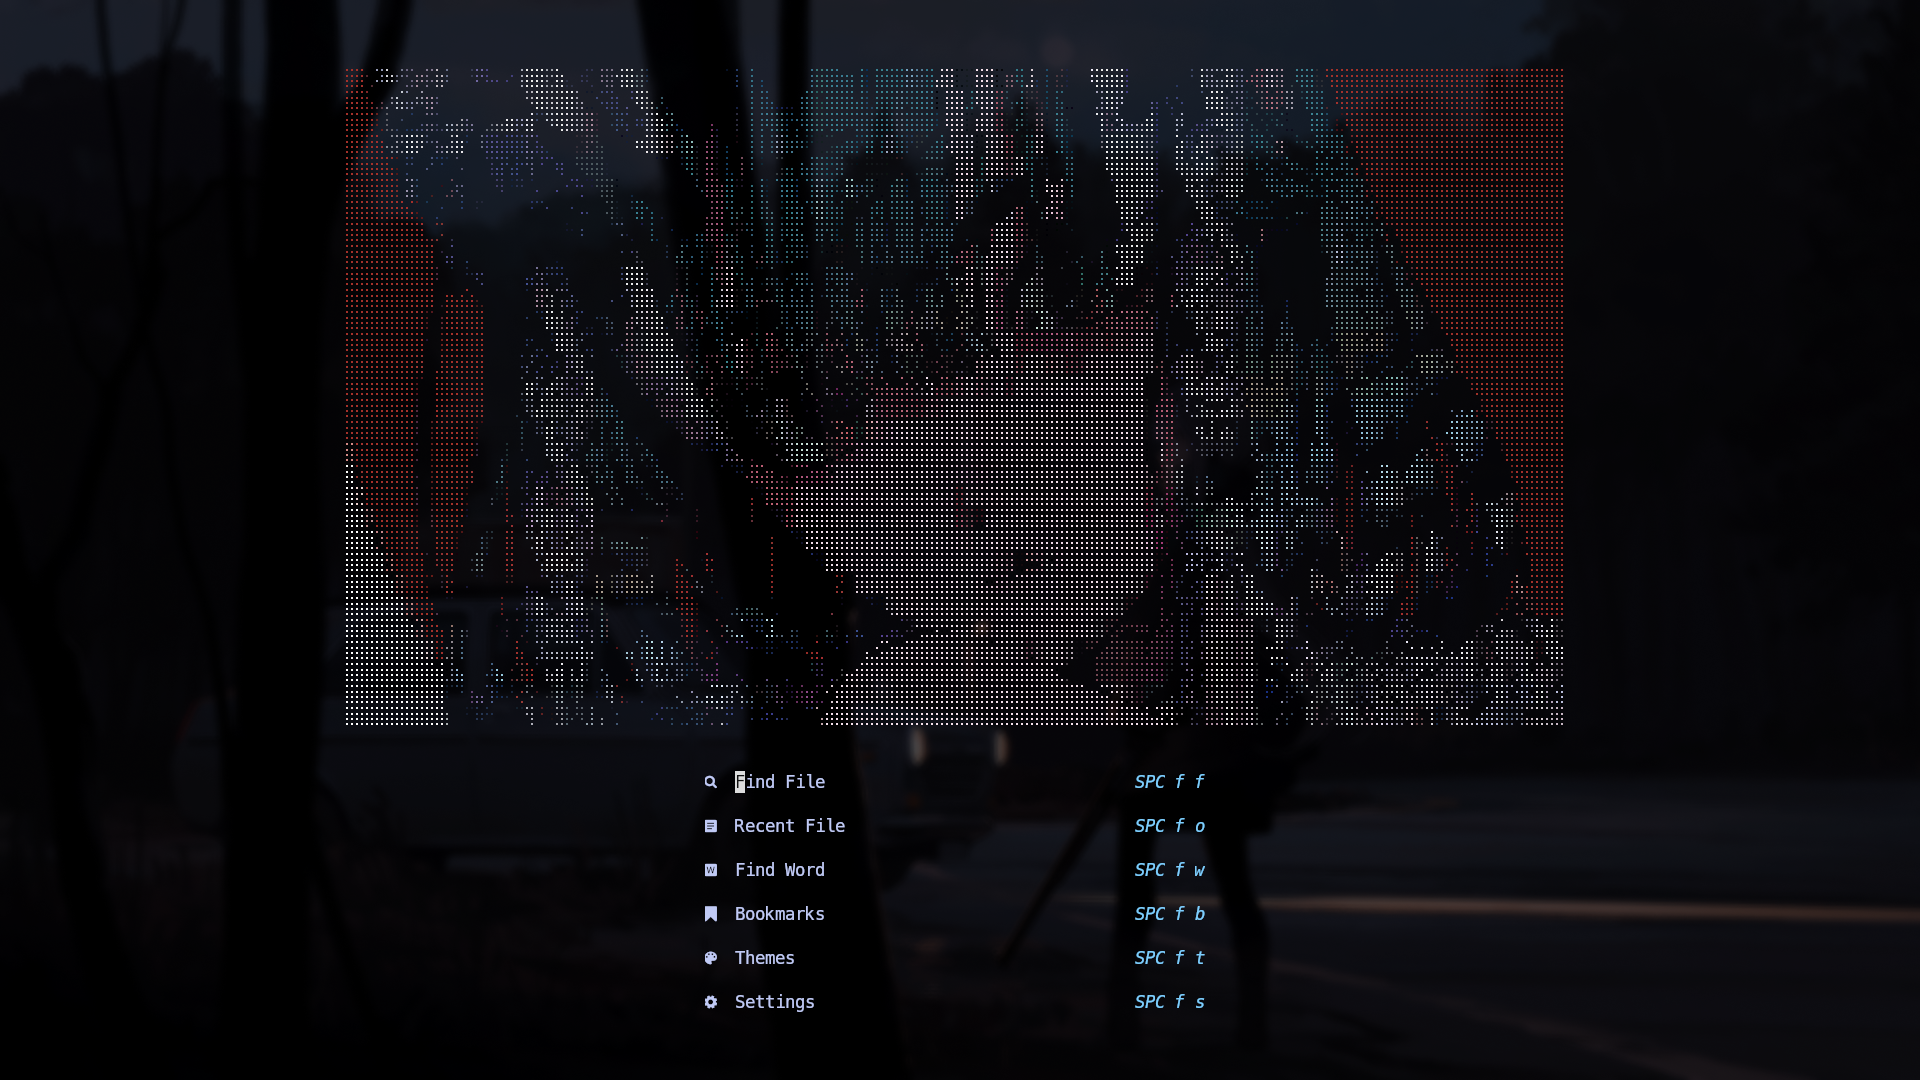 Find File SPC f f
Recent File SPC f o
Find Word SPC f w
Bookmarks SPC f b
Themes SPC f t
Settings SPC f s